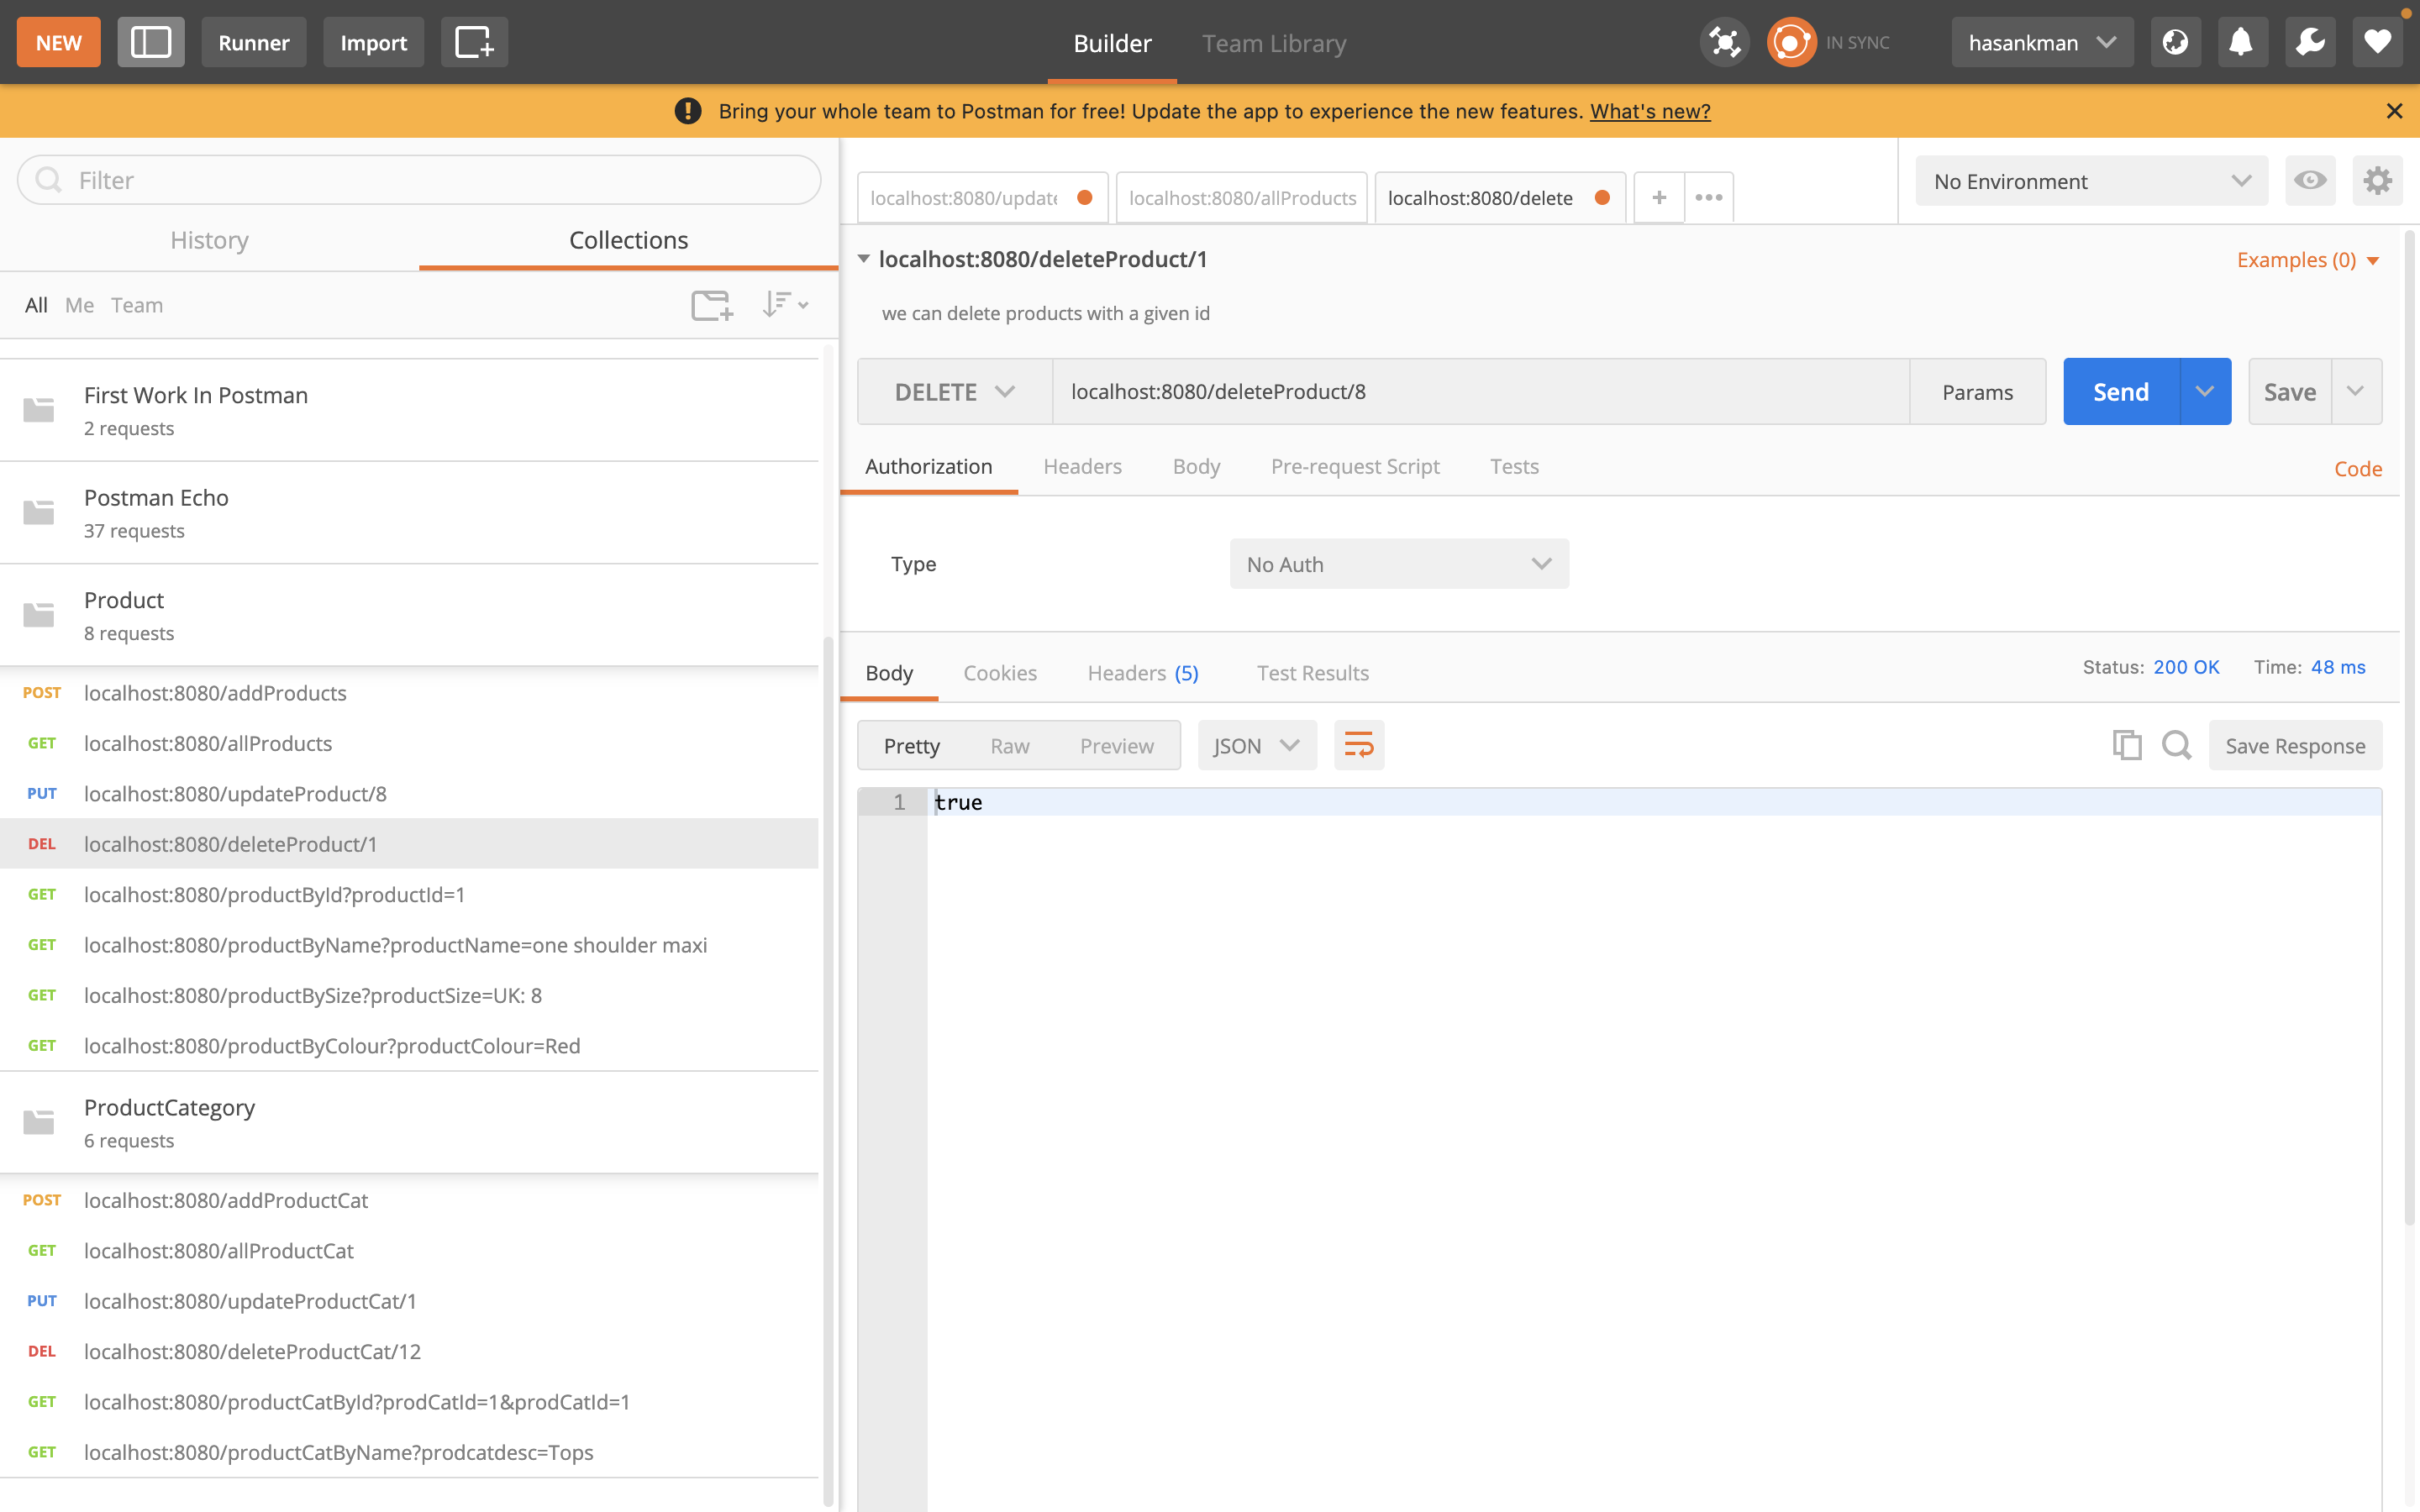 NEW
Runner
Import
Builder
Team Library
IN SYNC
hasankman
Bring your whole team to Postman for free! Update the app to experience the new features. What's new?
Filter
History
Collections
All Me Team
First Work In Postman
2 requests
Postman Echo
37 requests
Product
8 requests
POST localhost:8080/addProducts
GET localhost:8080/allProducts
PUT localhost:8080/updateProduct/8
DEL localhost:8080/deleteProduct/1
GET localhost:8080/productById?productId=1
GET localhost:8080/productByName?productName=one shoulder maxi
GET localhost:8080/productBySize?productSize=UK: 8
GET localhost:8080/productByColour?productColour=Red
ProductCategory
6 requests
POST localhost:8080/addProductCat
GET localhost:8080/allProductCat
PUT localhost:8080/updateProductCat/1
DEL localhost:8080/deleteProductCat/12
GET localhost:8080/productCatById?prodCatId=1&prodCatId=1
GET localhost:8080/productCatByName?prodcatdesc=Tops
localhost:8080/update
localhost:8080/allProducts
localhost:8080/delete
No Environment
localhost:8080/deleteProduct/1
Examples (0)
we can delete products with a given id
DELETE
localhost:8080/deleteProduct/8
Params
Send
Save
Authorization
Headers
Body
Pre-request Script
Tests
Code
Type
No Auth
Body
Cookies
Headers (5)
Test Results
Status: 200 OK
Time: 48 ms
Pretty
Raw
Preview
JSON
Save Response
1 true